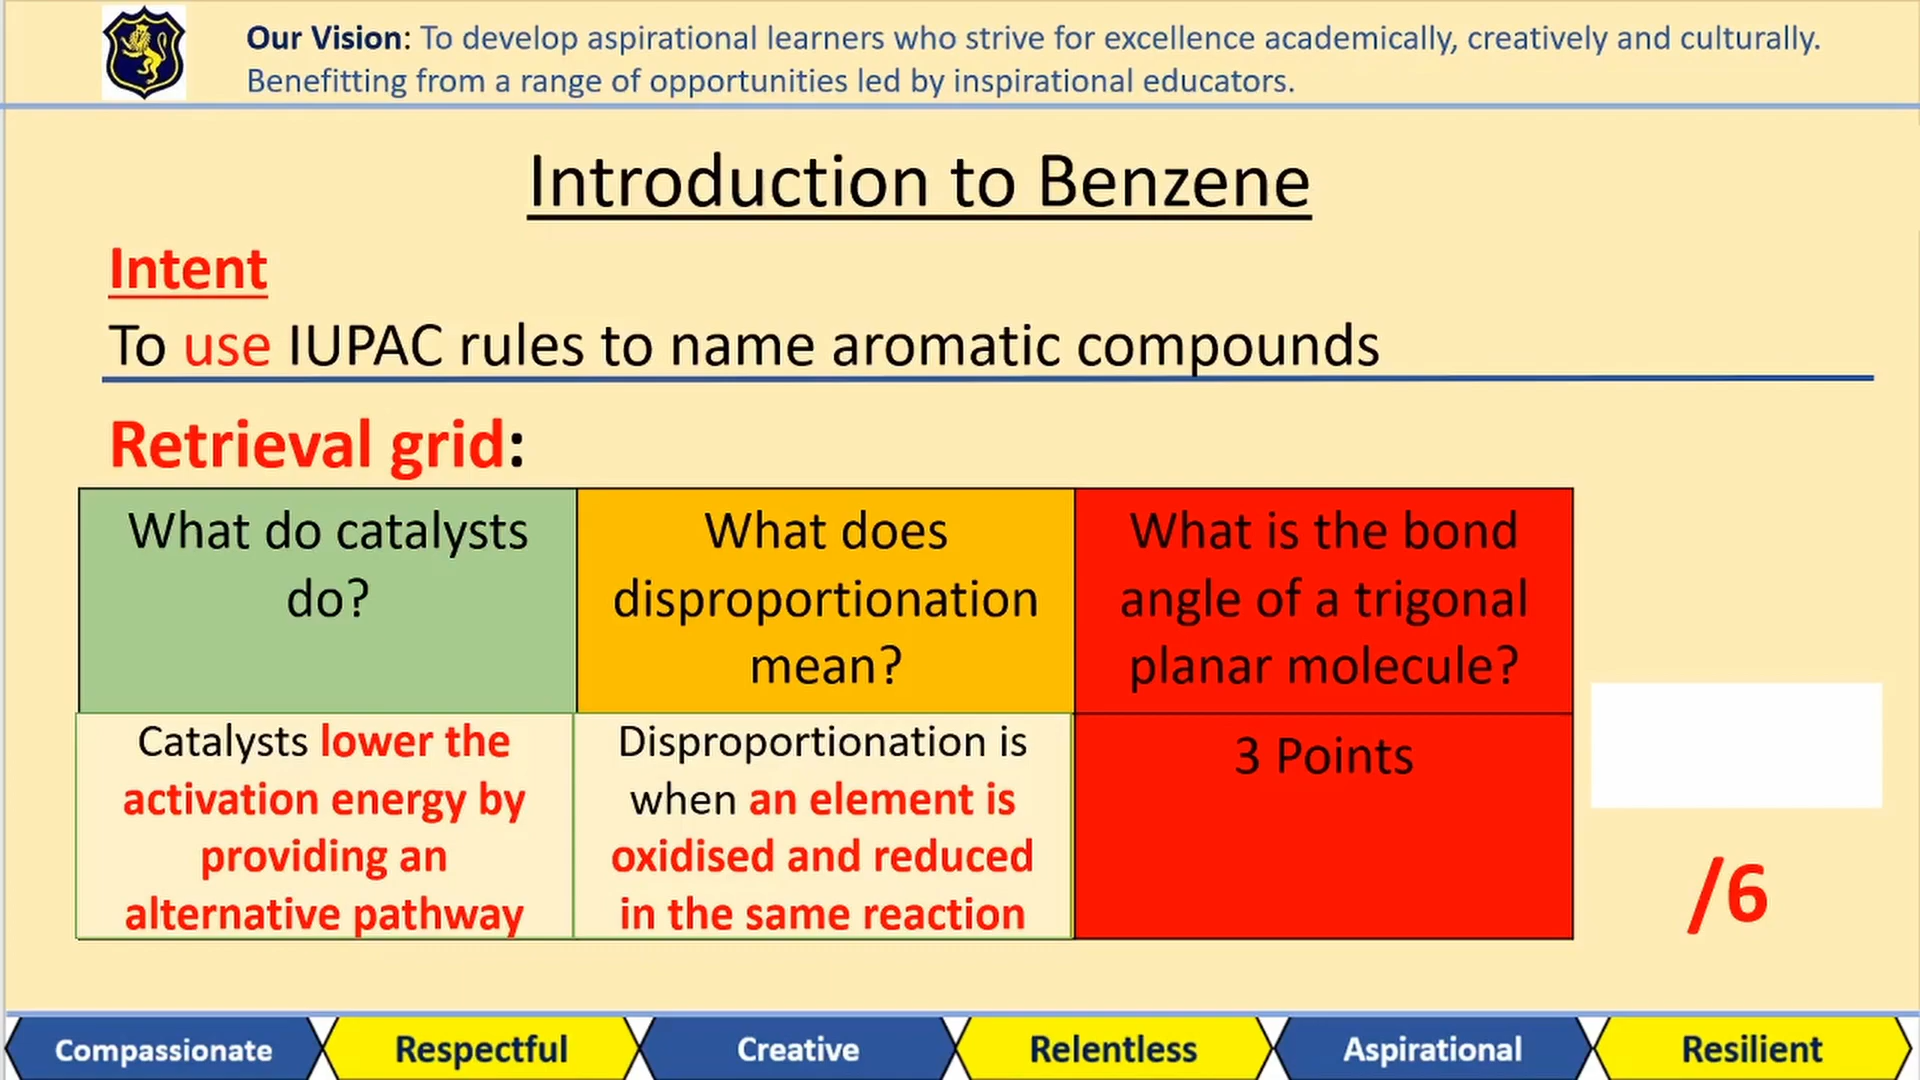 Our Vision: To develop aspirational learners who strive for excellence academically, creatively and culturally.
Benefitting from a range of opportunities led by inspirational educators.
Introduction to Benzene
Intent
To use IUPAC rules to name aromatic compounds
Retrieval grid:
What do catalysts
do?
What does
disproportionation
mean?
What is the bond
angle of a trigonal
planar molecule?
Catalysts lower the
activation energy by
providing an
alternative pathway
Disproportionation is
when an element is
oxidised and reduced
in the same reaction
3 Points
/6
Compassionate
Respectful
Creative
Relentless
Aspirational
Resilient